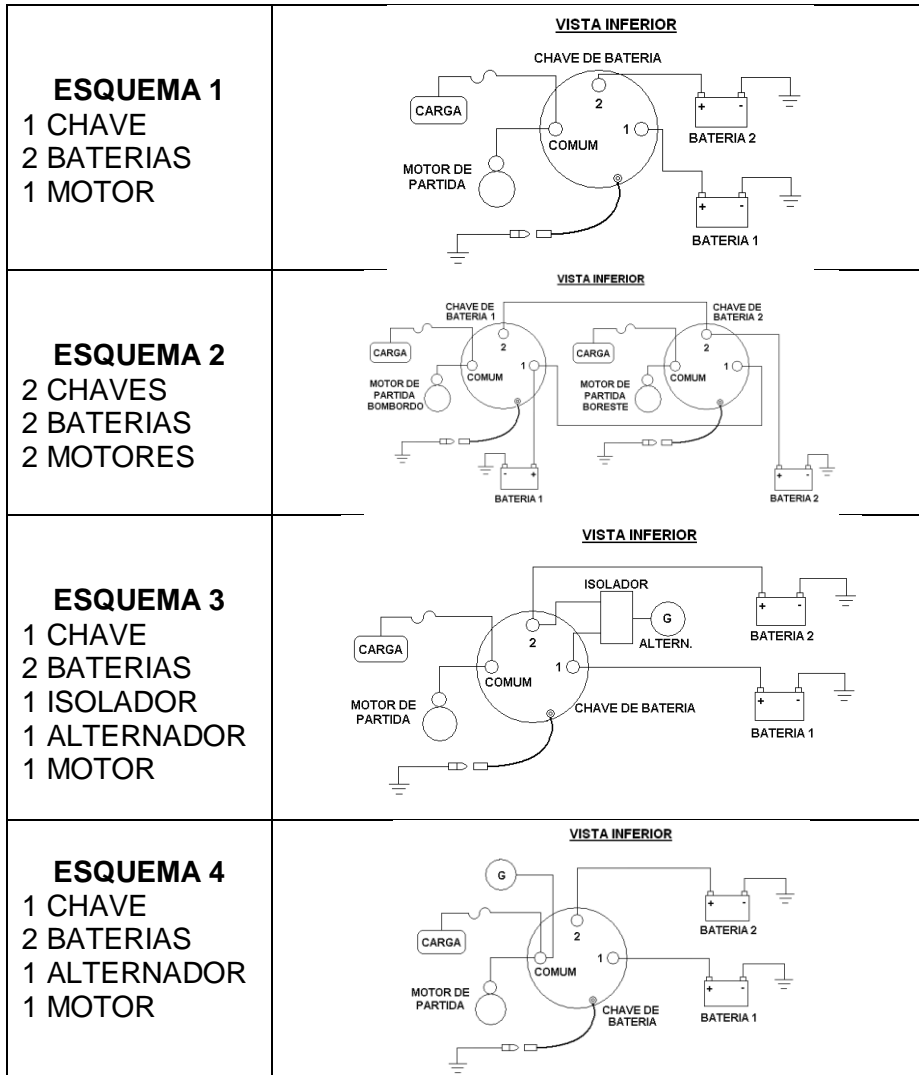 ESQUEMA 1
1 CHAVE
2 BATERIAS
1 MOTOR
VISTA INFERIOR
CHAVE DE BATERIA
CARGA
2
1
COMUM
MOTOR DE
PARTIDA
+ -
BATERIA 2
+ -
BATERIA 1
ESQUEMA 2
2 CHAVES
2 BATERIAS
2 MOTORES
VISTA INFERIOR
CHAVE DE
BATERIA 1
CARGA
2
1
COMUM
MOTOR DE
PARTIDA
BOMBORDO
- +
BATERIA 1
CHAVE DE
BATERIA 2
CARGA
2
1
COMUM
MOTOR DE
PARTIDA
BORESTE
+ -
BATERIA 2
ESQUEMA 3
1 CHAVE
2 BATERIAS
1 ISOLADOR
1 ALTERNADOR
1 MOTOR
VISTA INFERIOR
ISOLADOR
G
ALTERN.
+ -
BATERIA 2
CARGA
2
1
COMUM
MOTOR DE
PARTIDA
CHAVE DE BATERIA
+ -
BATERIA 1
ESQUEMA 4
1 CHAVE
2 BATERIAS
1 ALTERNADOR
1 MOTOR
VISTA INFERIOR
G
CARGA
2
1
COMUM
MOTOR DE
PARTIDA
CHAVE DE
BATERIA
+ -
BATERIA 2
+ -
BATERIA 1